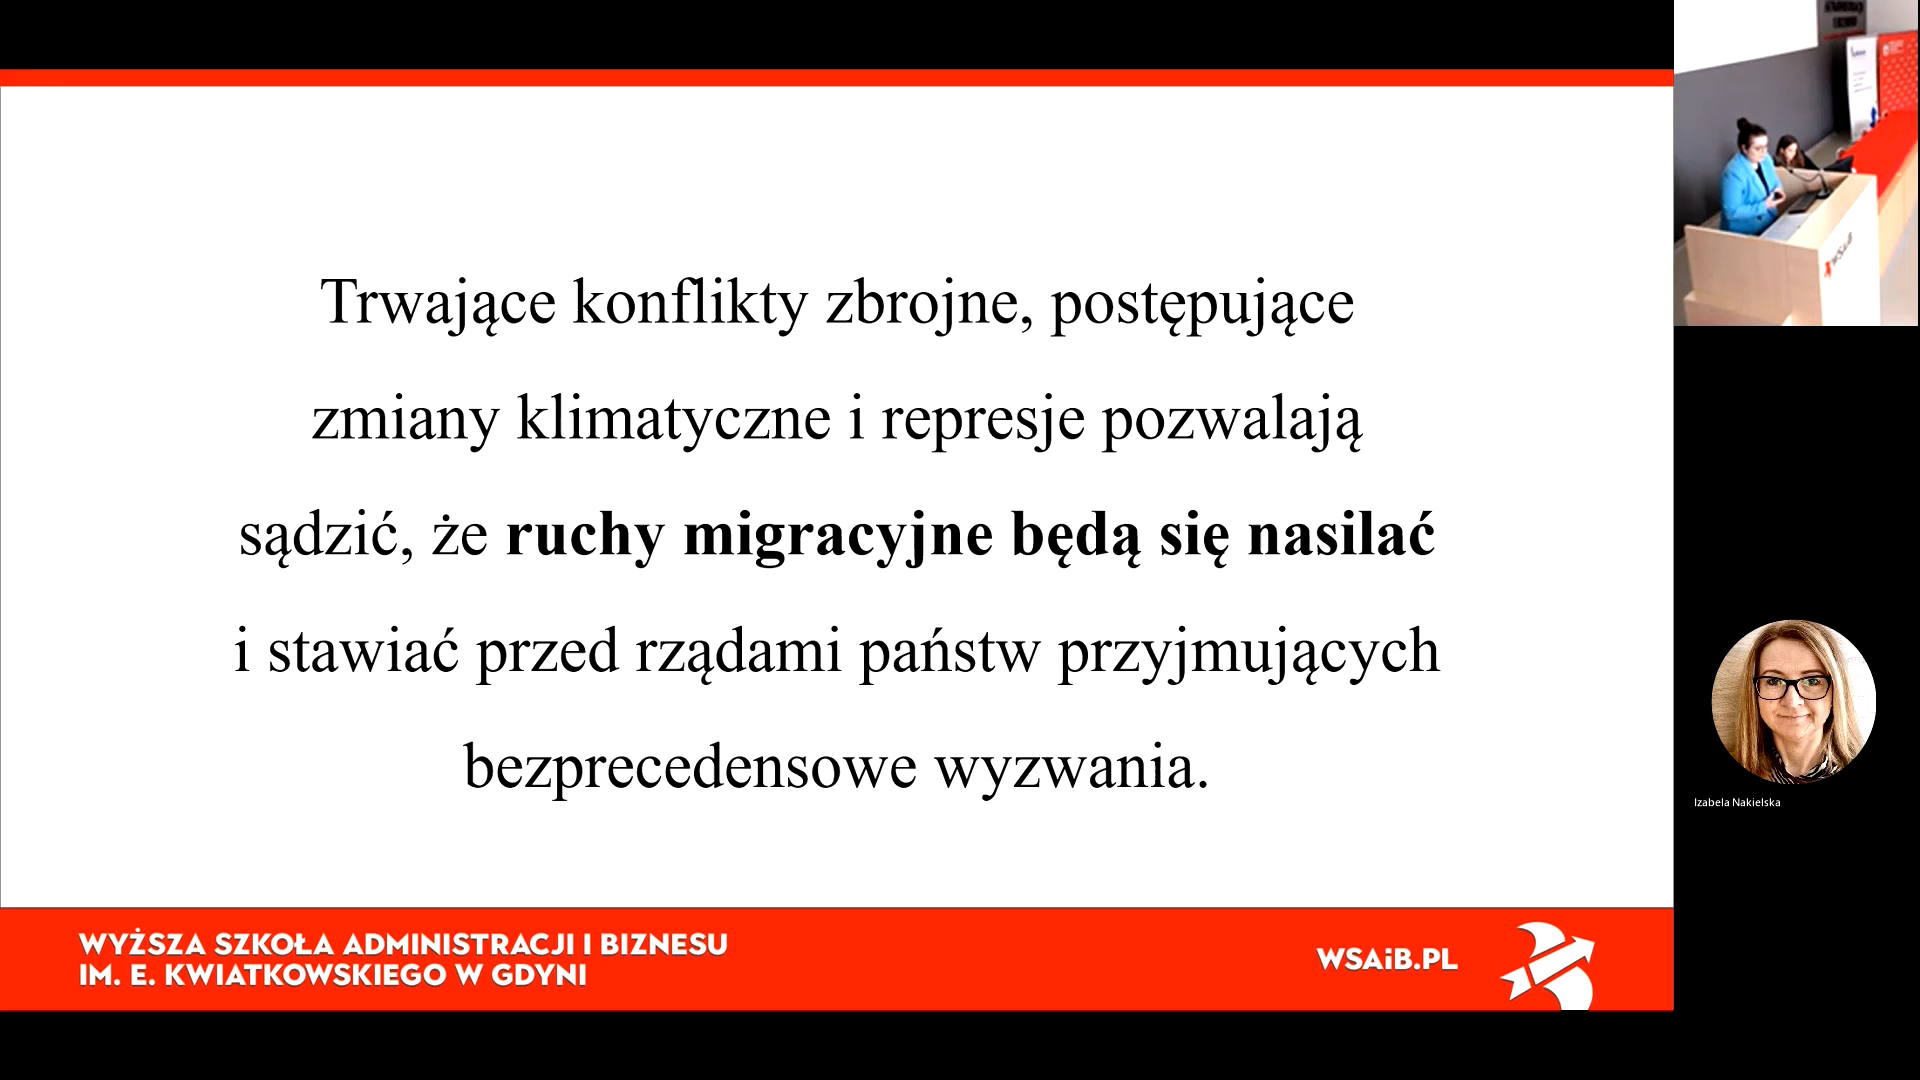 Trwające konflikty zbrojne, postępujące
zmiany klimatyczne i represje pozwalają
sądzić, że ruchy migracyjne będą się nasilać
i stawiać przed rządami państw przyjmujących
bezprecedensowe wyzwania.
WYŻSZA SZKOŁA ADMINISTRACJI I BIZNESU
IM. E. KWIATKOWSKIEGO W GDYNI
WSAiB.PL
WSAiB
Izabela Nakielska